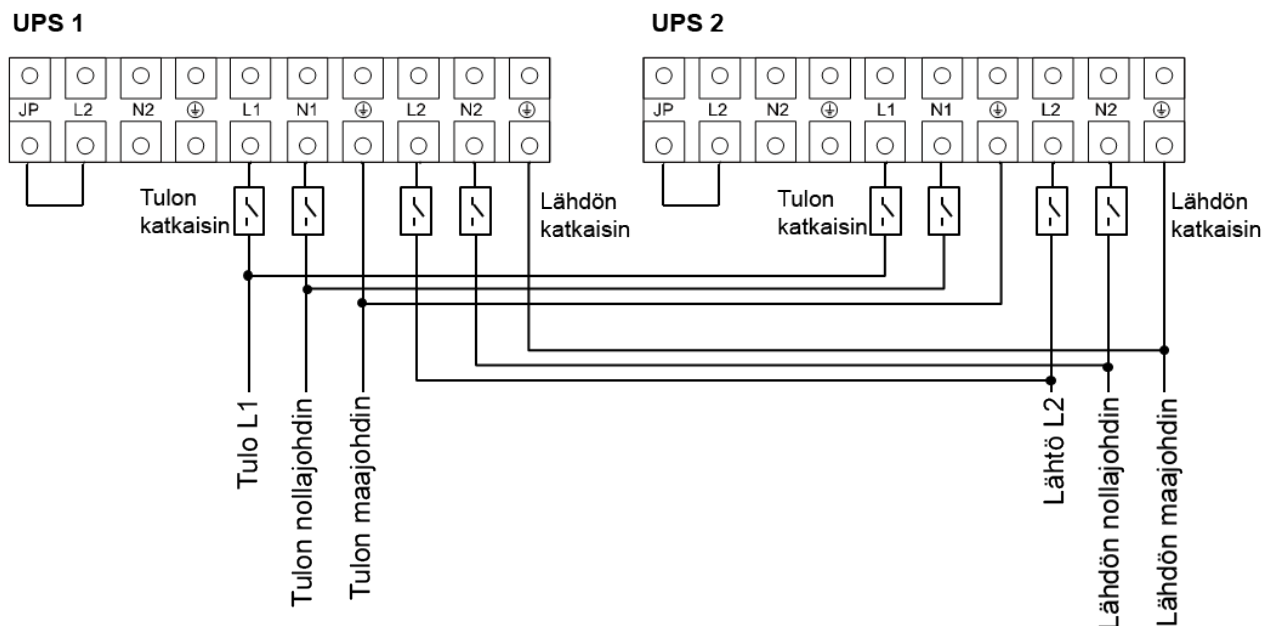 UPS 1
UPS 2
JP L2 N2 L1 N1 L2 N2
JP L2 N2 L1 N1 L2 N2
Tulon
katkaisin
Lähdön
katkaisin
Tulon
katkaisin
Lähdön
katkaisin
Tulo L1
Tulon nollajohdin
Tulon maajohdin
Lähtö L2
Lähdön nollajohdin
Lähdön maajohdin